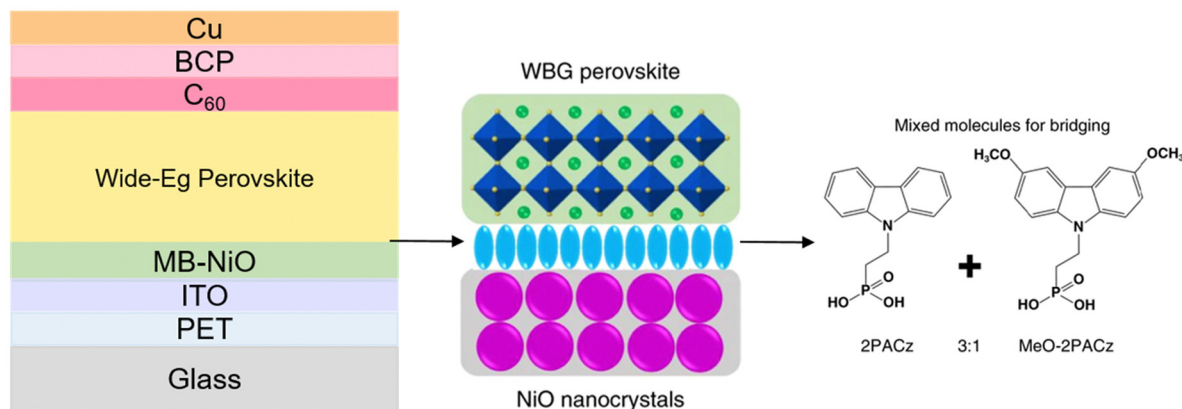 Cu
BCP
C₆₀
Wide-Eg Perovskite
MB-NiO
ITO
PET
Glass
WBG perovskite
NiO nanocrystals
Mixed molecules for bridging
H₃CO
OCH₃
N
N
P
O
HO
OH
P
O
HO
OH
2PACz
3:1
MeO-2PACz